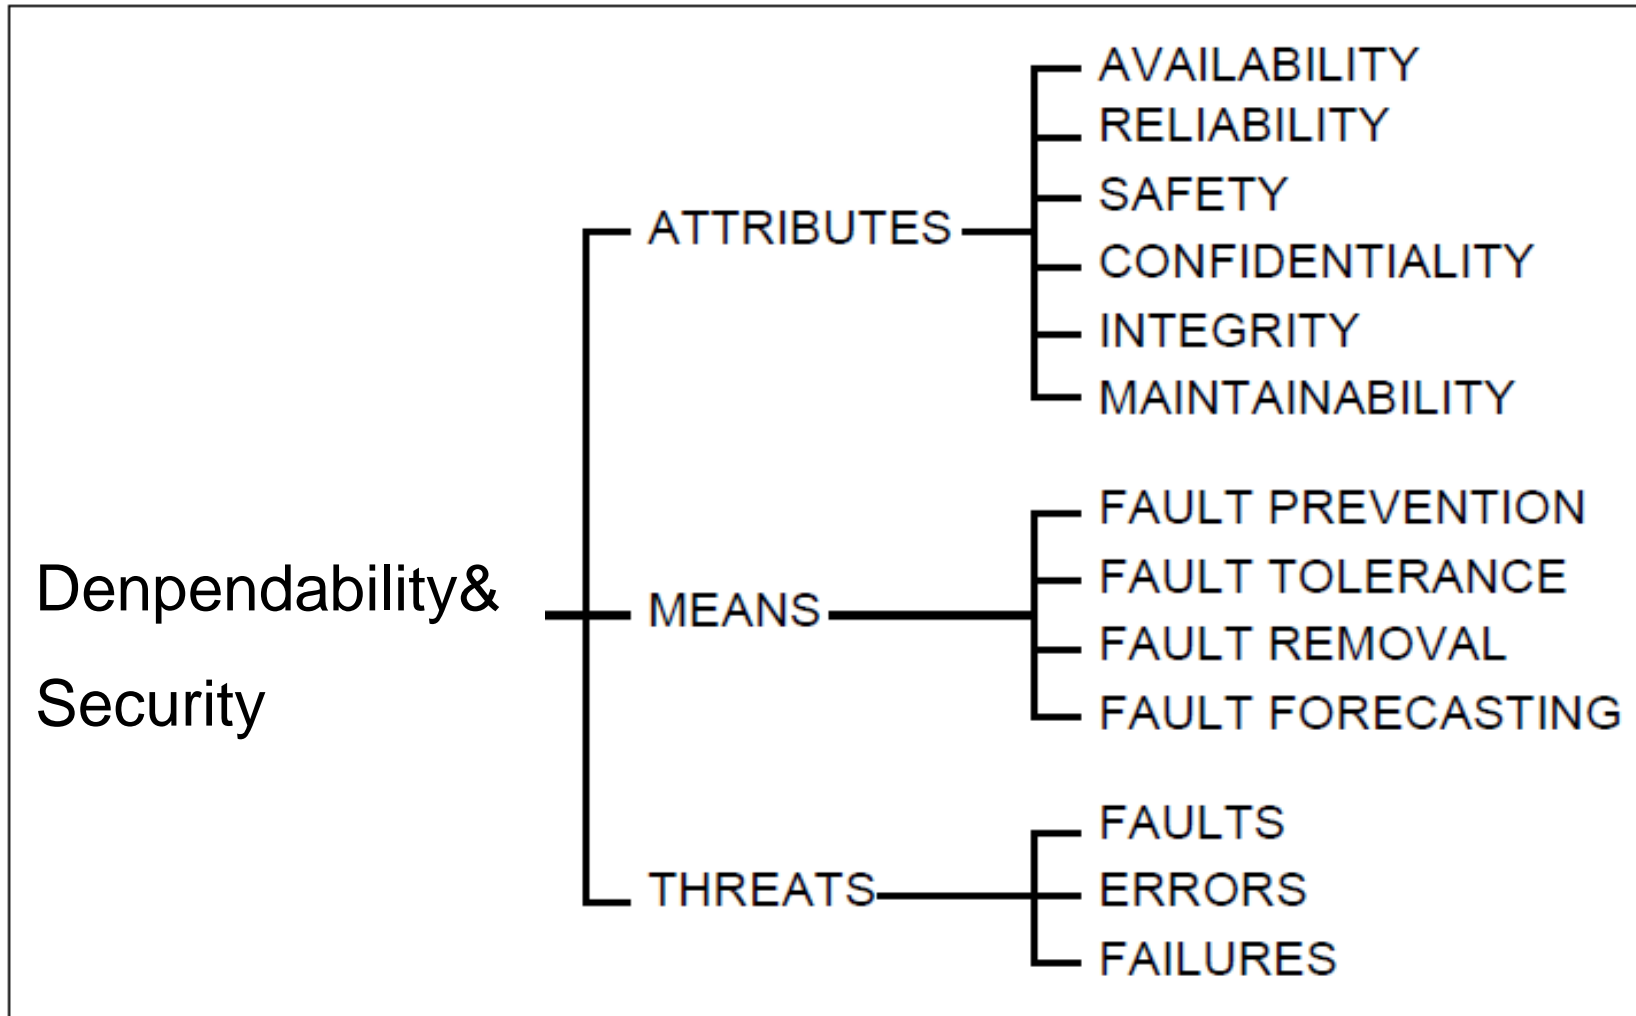 Denpendability&
Security
ATTRIBUTES
AVAILABILITY
RELIABILITY
SAFETY
CONFIDENTIALITY
INTEGRITY
MAINTAINABILITY
MEANS
FAULT PREVENTION
FAULT TOLERANCE
FAULT REMOVAL
FAULT FORECASTING
THREATS
FAULTS
ERRORS
FAILURES